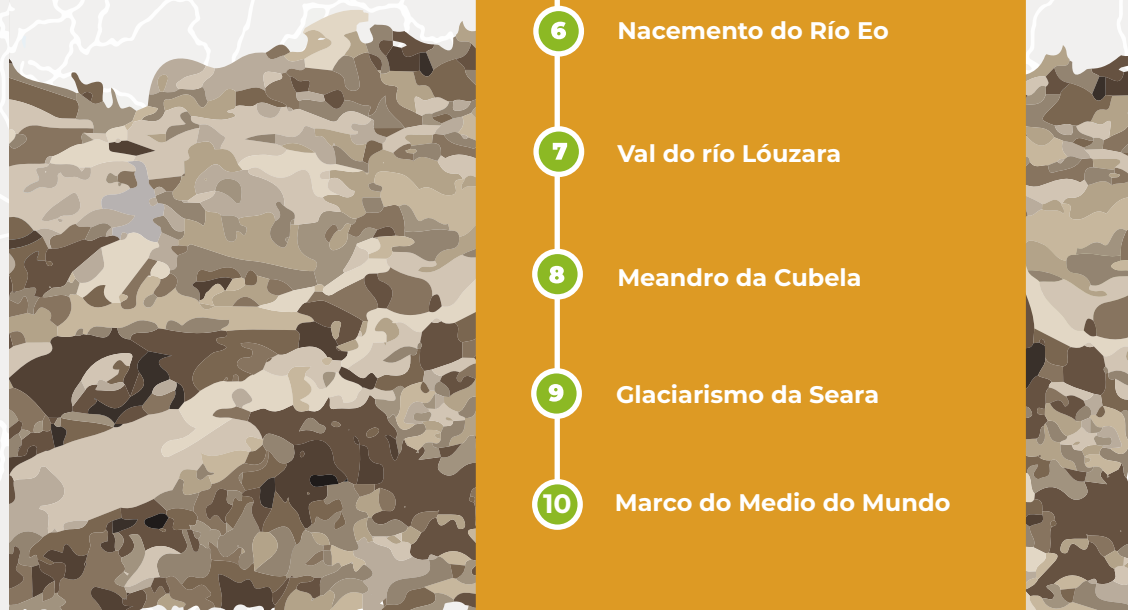 6 Nacemento do Río Eo
7 Val do río Lóuzara
8 Meandro da Cubela
9 Glaciarismo da Seara
10 Marco do Medio do Mundo